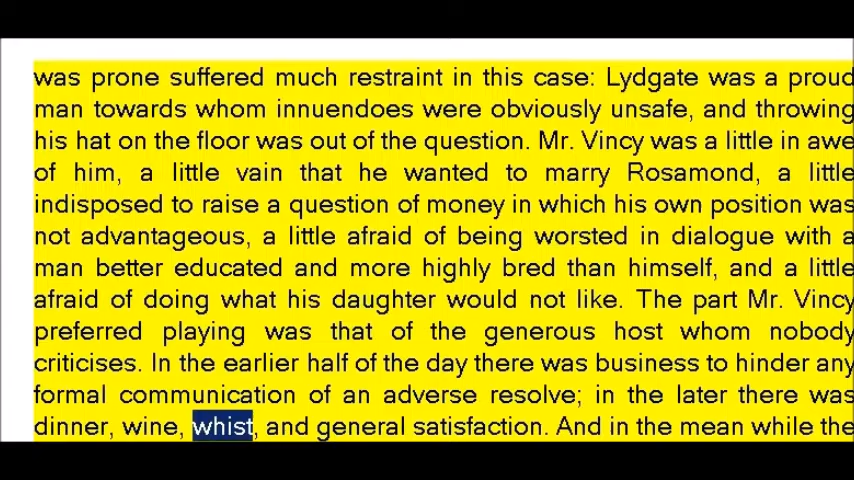 was prone suffered much restraint in this case: Lydgate was a proud
man towards whom innuendoes were obviously unsafe, and throwing
his hat on the floor was out of the question. Mr. Vincy was a little in awe
of him, a little vain that he wanted to marry Rosamond, a little
indisposed to raise a question of money in which his own position was
not advantageous, a little afraid of being worsted in dialogue with a
man better educated and more highly bred than himself, and a little
afraid of doing what his daughter would not like. The part Mr. Vincy
preferred playing was that of the generous host whom nobody
criticises. In the earlier half of the day there was business to hinder any
formal communication of an adverse resolve; in the later there was
dinner, wine, whist, and general satisfaction. And in the mean while the